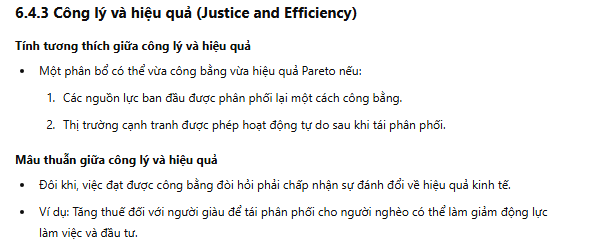 6.4.3 Công lý và hiệu quả (Justice and Efficiency)
Tính tương thích giữa công lý và hiệu quả
• Một phân bổ có thể vừa công bằng vừa hiệu quả Pareto nếu:
1. Các nguồn lực ban đầu được phân phối lại một cách công bằng.
2. Thị trường cạnh tranh được phép hoạt động tự do sau khi tái phân phối.
Mâu thuẫn giữa công lý và hiệu quả
• Đôi khi, việc đạt được công bằng đòi hỏi phải chấp nhận sự đánh đổi về hiệu quả kinh tế.
• Ví dụ: Tăng thuế đối với người giàu để tái phân phối cho người nghèo có thể làm giảm động lực
làm việc và đầu tư.